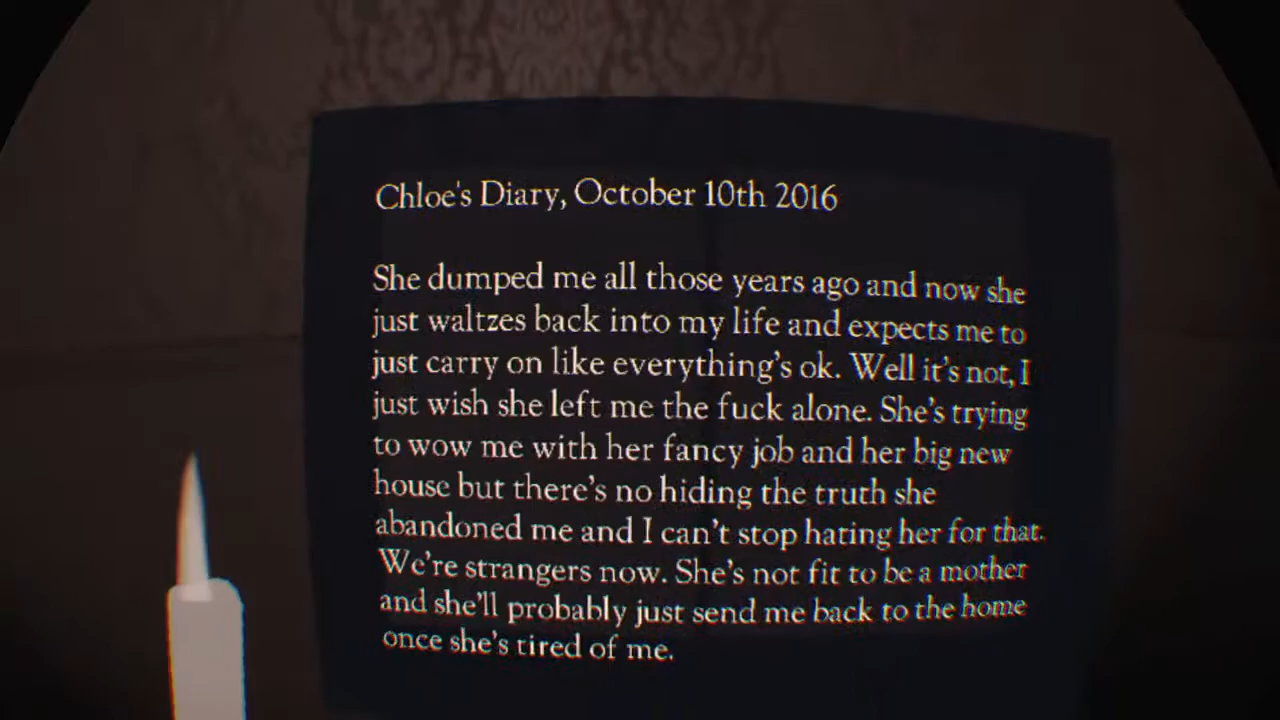 Chloe's Diary, October 10th 2016
She dumped me all those years ago and now she
just waltzes back into my life and expects me to
just carry on like everything's ok. Well it's not, I
just wish she left me the fuck alone. She's trying
to wow me with her fancy job and her big new
house but there's no hiding the truth she
abandoned me and I can't stop hating her for that.
We're strangers now. She's not fit to be a mother
and she'll probably just send me back to the home
once she's tired of me.